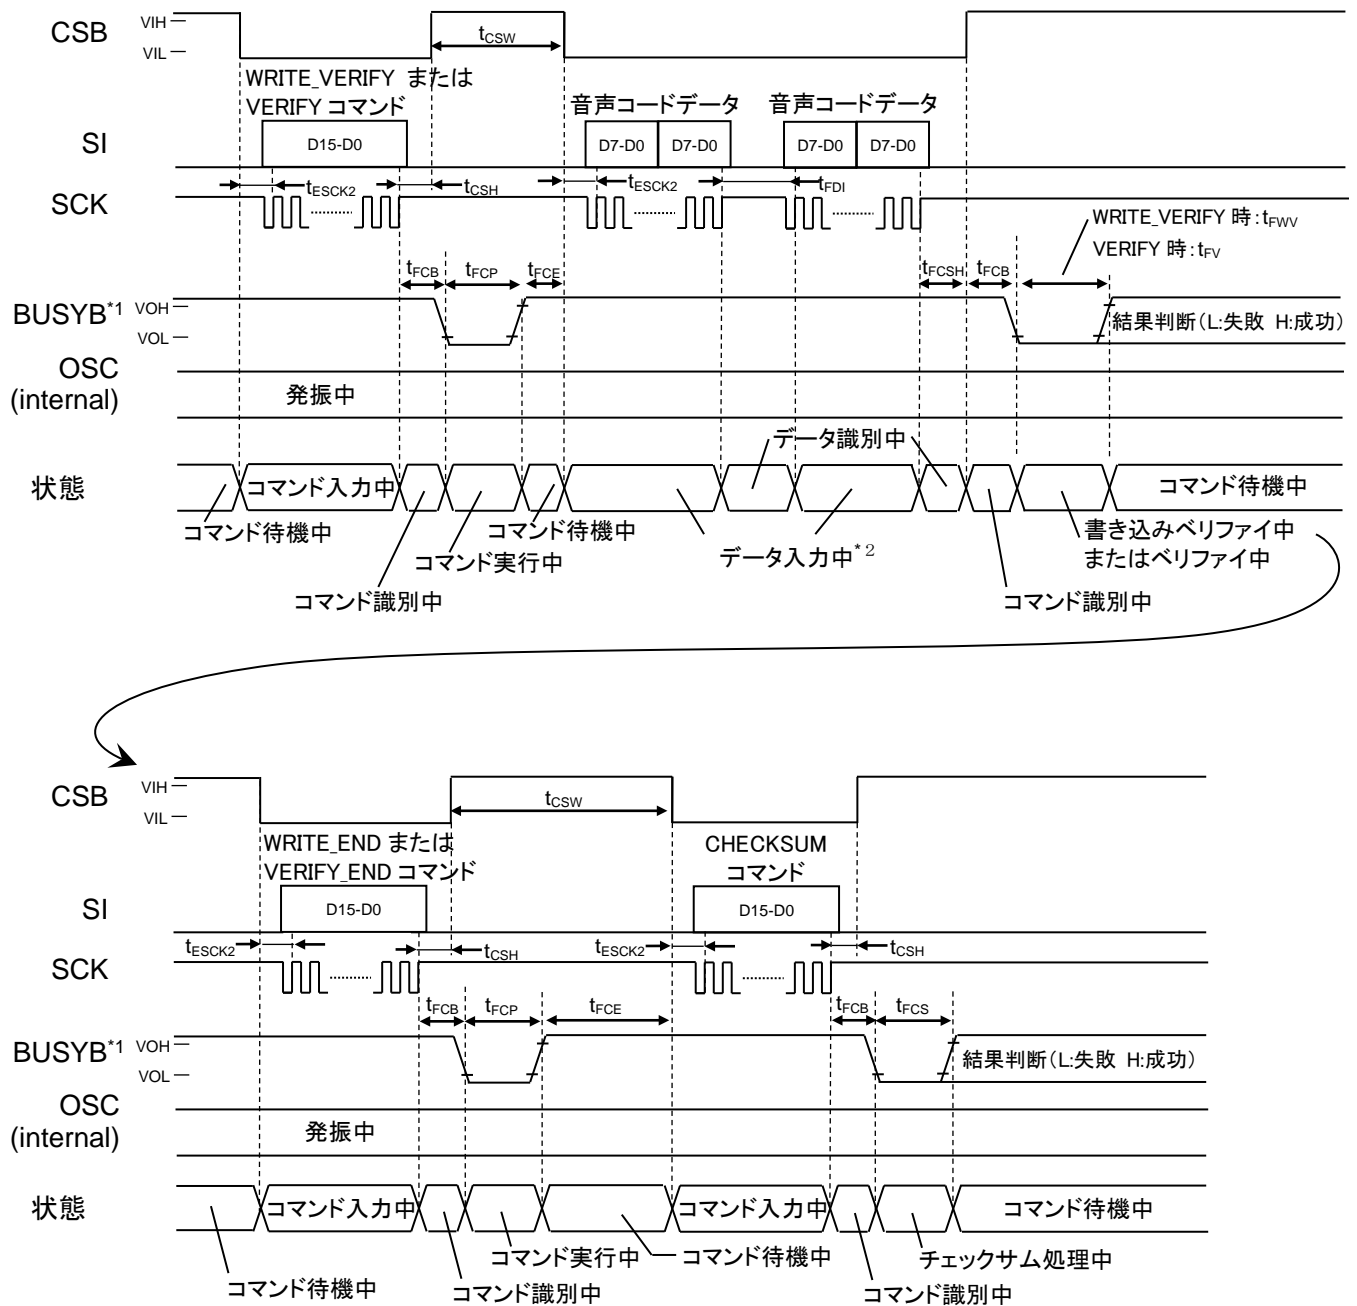 CSB
VIH
VIL
tCSW
WRITE_VERIFY または
VERIFY コマンド
音声コードデータ
音声コードデータ
SI
D15-D0
D7-D0
D7-D0
D7-D0
D7-D0
tESCK2
tCSH
tESCK2
tFDI
SCK
WRITE_VERIFY 時:tFWV
VERIFY 時:tFV
tFCB
tFCP
tFCE
tFCSH
tFCB
BUSYB*1
VOH
VOL
結果判断(L:失敗 H:成功)
OSC
(internal)
発振中
データ識別中
状態
コマンド入力中
コマンド待機中
コマンド待機中
コマンド待機中
書き込みベリファイ中
またはベリファイ中
コマンド実行中
データ入力中*2
コマンド識別中
コマンド識別中
CSB
VIH
VIL
tCSW
WRITE_END または
VERIFY_END コマンド
CHECKSUM
コマンド
SI
D15-D0
D15-D0
tESCK2
tCSH
tESCK2
tCSH
SCK
tFCB
tFCP
tFCE
tFCB
tFCS
BUSYB*1
VOH
VOL
結果判断(L:失敗 H:成功)
OSC
(internal)
発振中
状態
コマンド入力中
コマンド入力中
コマンド待機中
コマンド実行中
コマンド待機中
チェックサム処理中
コマンド待機中
コマンド識別中
コマンド識別中